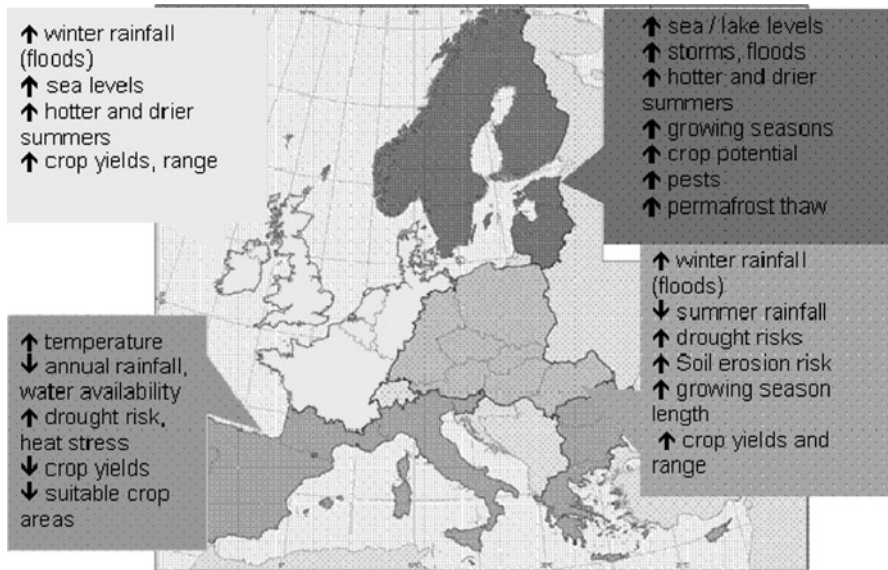 ↑ winter rainfall
(floods)
↑ sea levels
↑ hotter and drier
summers
↑ crop yields, range
↑ sea / lake levels
↑ storms, floods
↑ hotter and drier
summers
↑ growing seasons
↑ crop potential
↑ pests
↑ permafrost thaw
↑ temperature
↓ annual rainfall,
water availability
↑ drought risk,
heat stress
↓ crop yields
↓ suitable crop
areas
↑ winter rainfall
(floods)
↓ summer rainfall
↑ drought risks
↑ Soil erosion risk
↑ growing season
length
↑ crop yields and
range